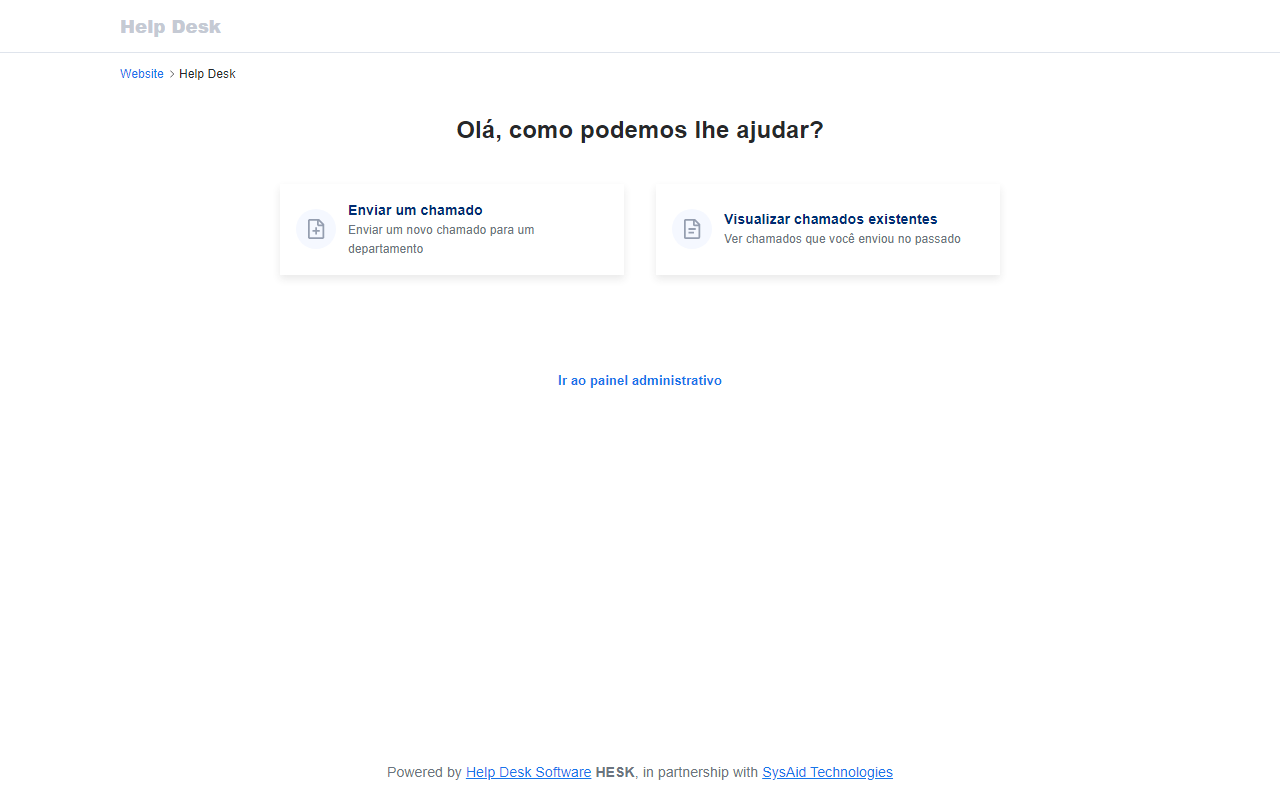 Help Desk
Website > Help Desk
Olá, como podemos lhe ajudar?
Enviar um chamado
Enviar um novo chamado para um
departamento
Visualizar chamados existentes
Ver chamados que você enviou no passado
Ir ao painel administrativo
Powered by Help Desk Software HESK, in partnership with SysAid Technologies